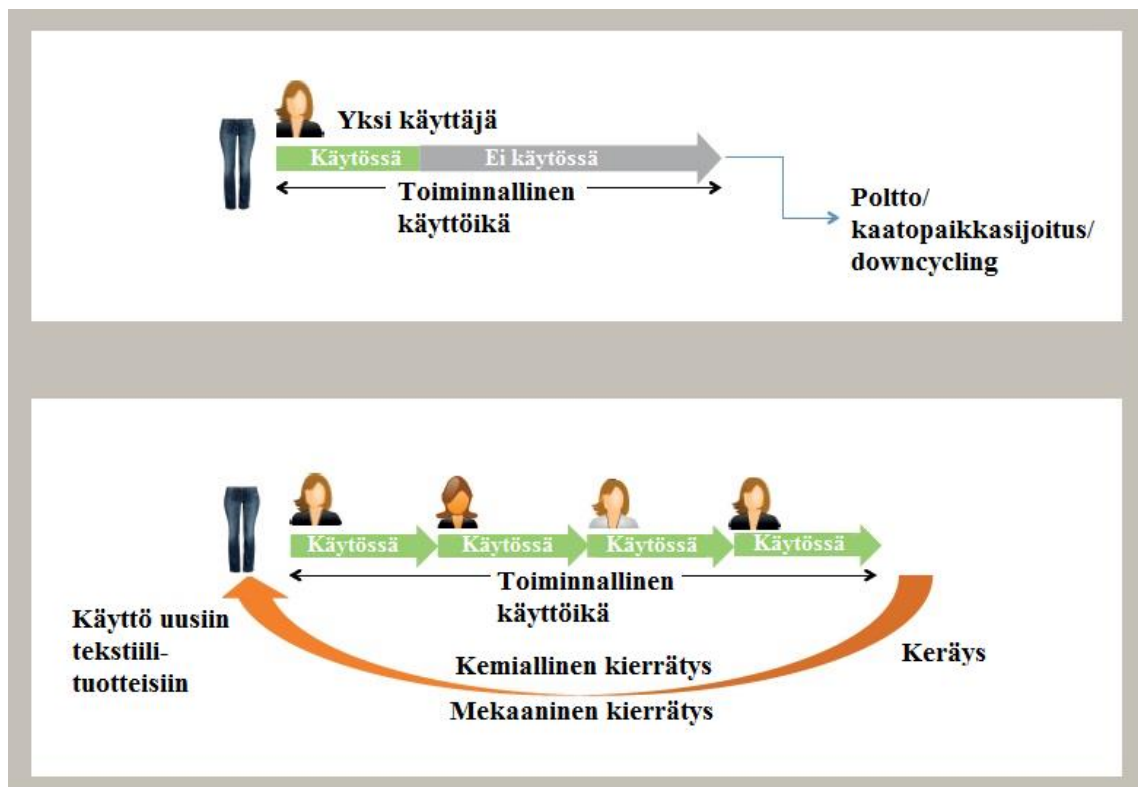 Yksi käyttäjä
Käytössä
Ei käytössä
Toiminnallinen
käyttöikä
Poltto/
kaatopaikkasijoitus/
downcycling
Käytössä
Käytössä
Käytössä
Käytössä
Toiminnallinen
käyttöikä
Käyttö uusiin
tekstiili-
tuotteisiin
Kemiallinen kierrätys
Keräys
Mekaaninen kierrätys